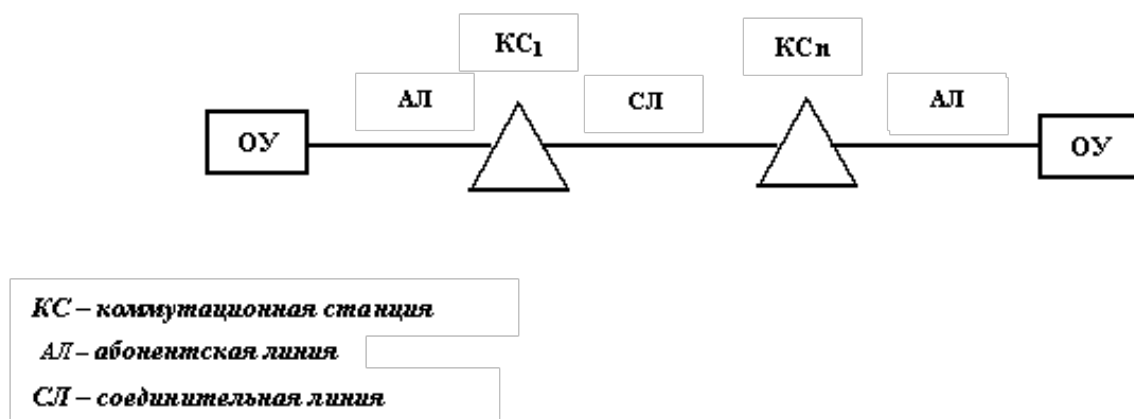 КС₁ КСn
АЛ СЛ АЛ
ОУ ОУ
КС – коммутационная станция
АЛ – абонентская линия
СЛ – соединительная линия